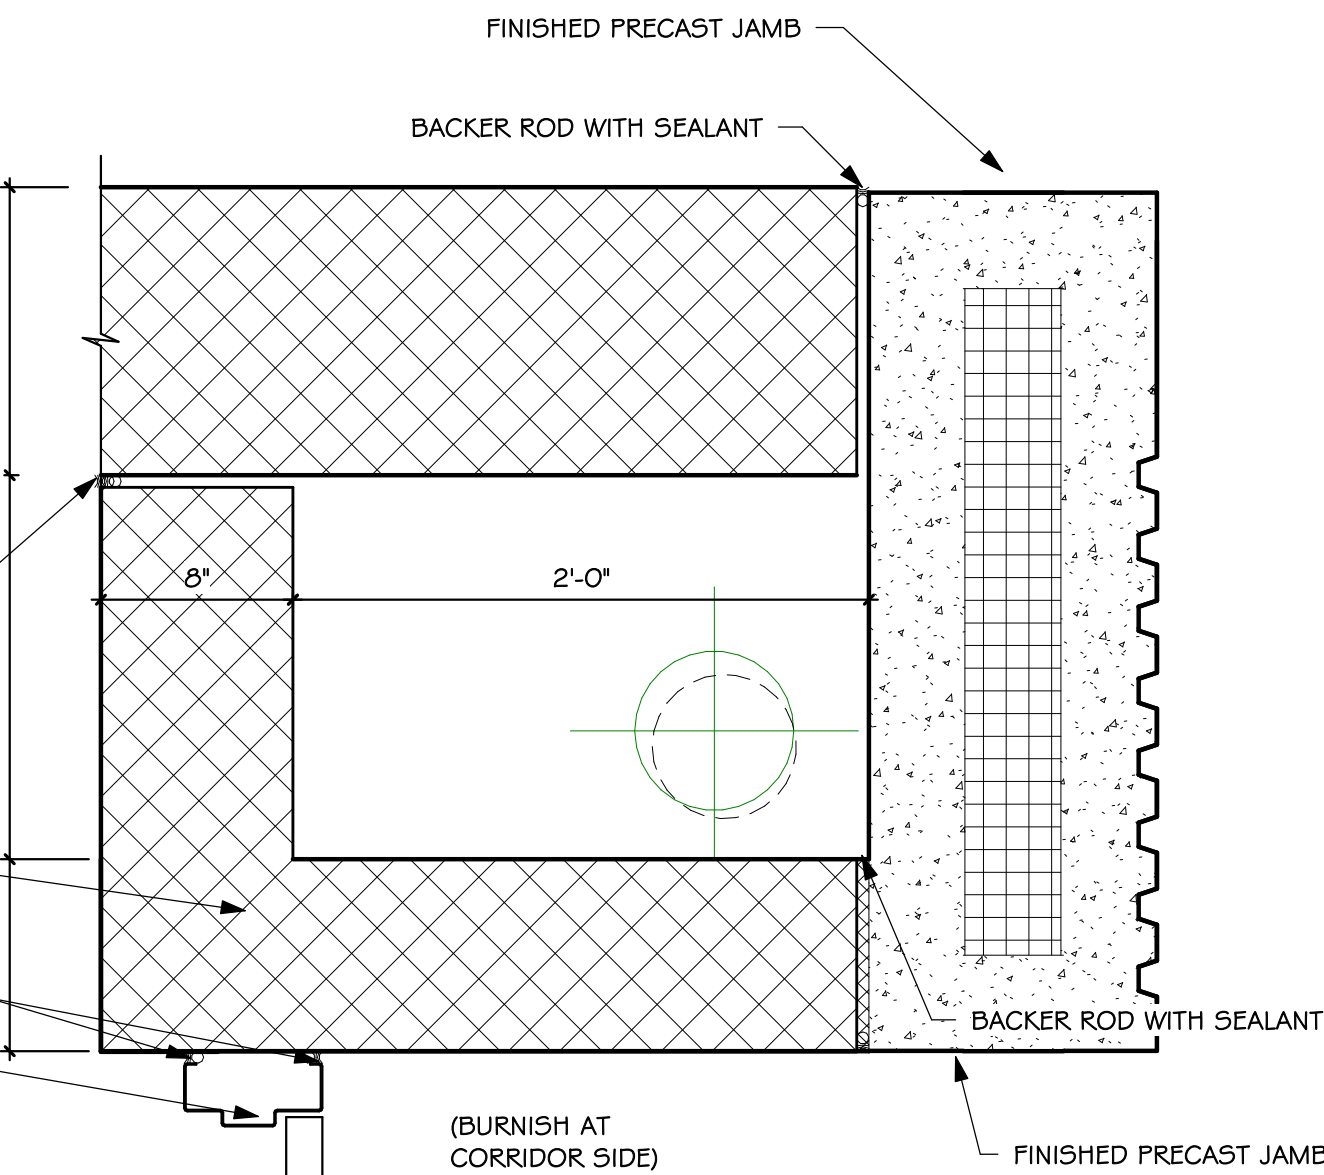 FINISHED PRECAST JAMB
BACKER ROD WITH SEALANT
8"
2'-0"
BACKER ROD WITH SEALANT
(BURNISH AT
CORRIDOR SIDE)
FINISHED PRECAST JAMB